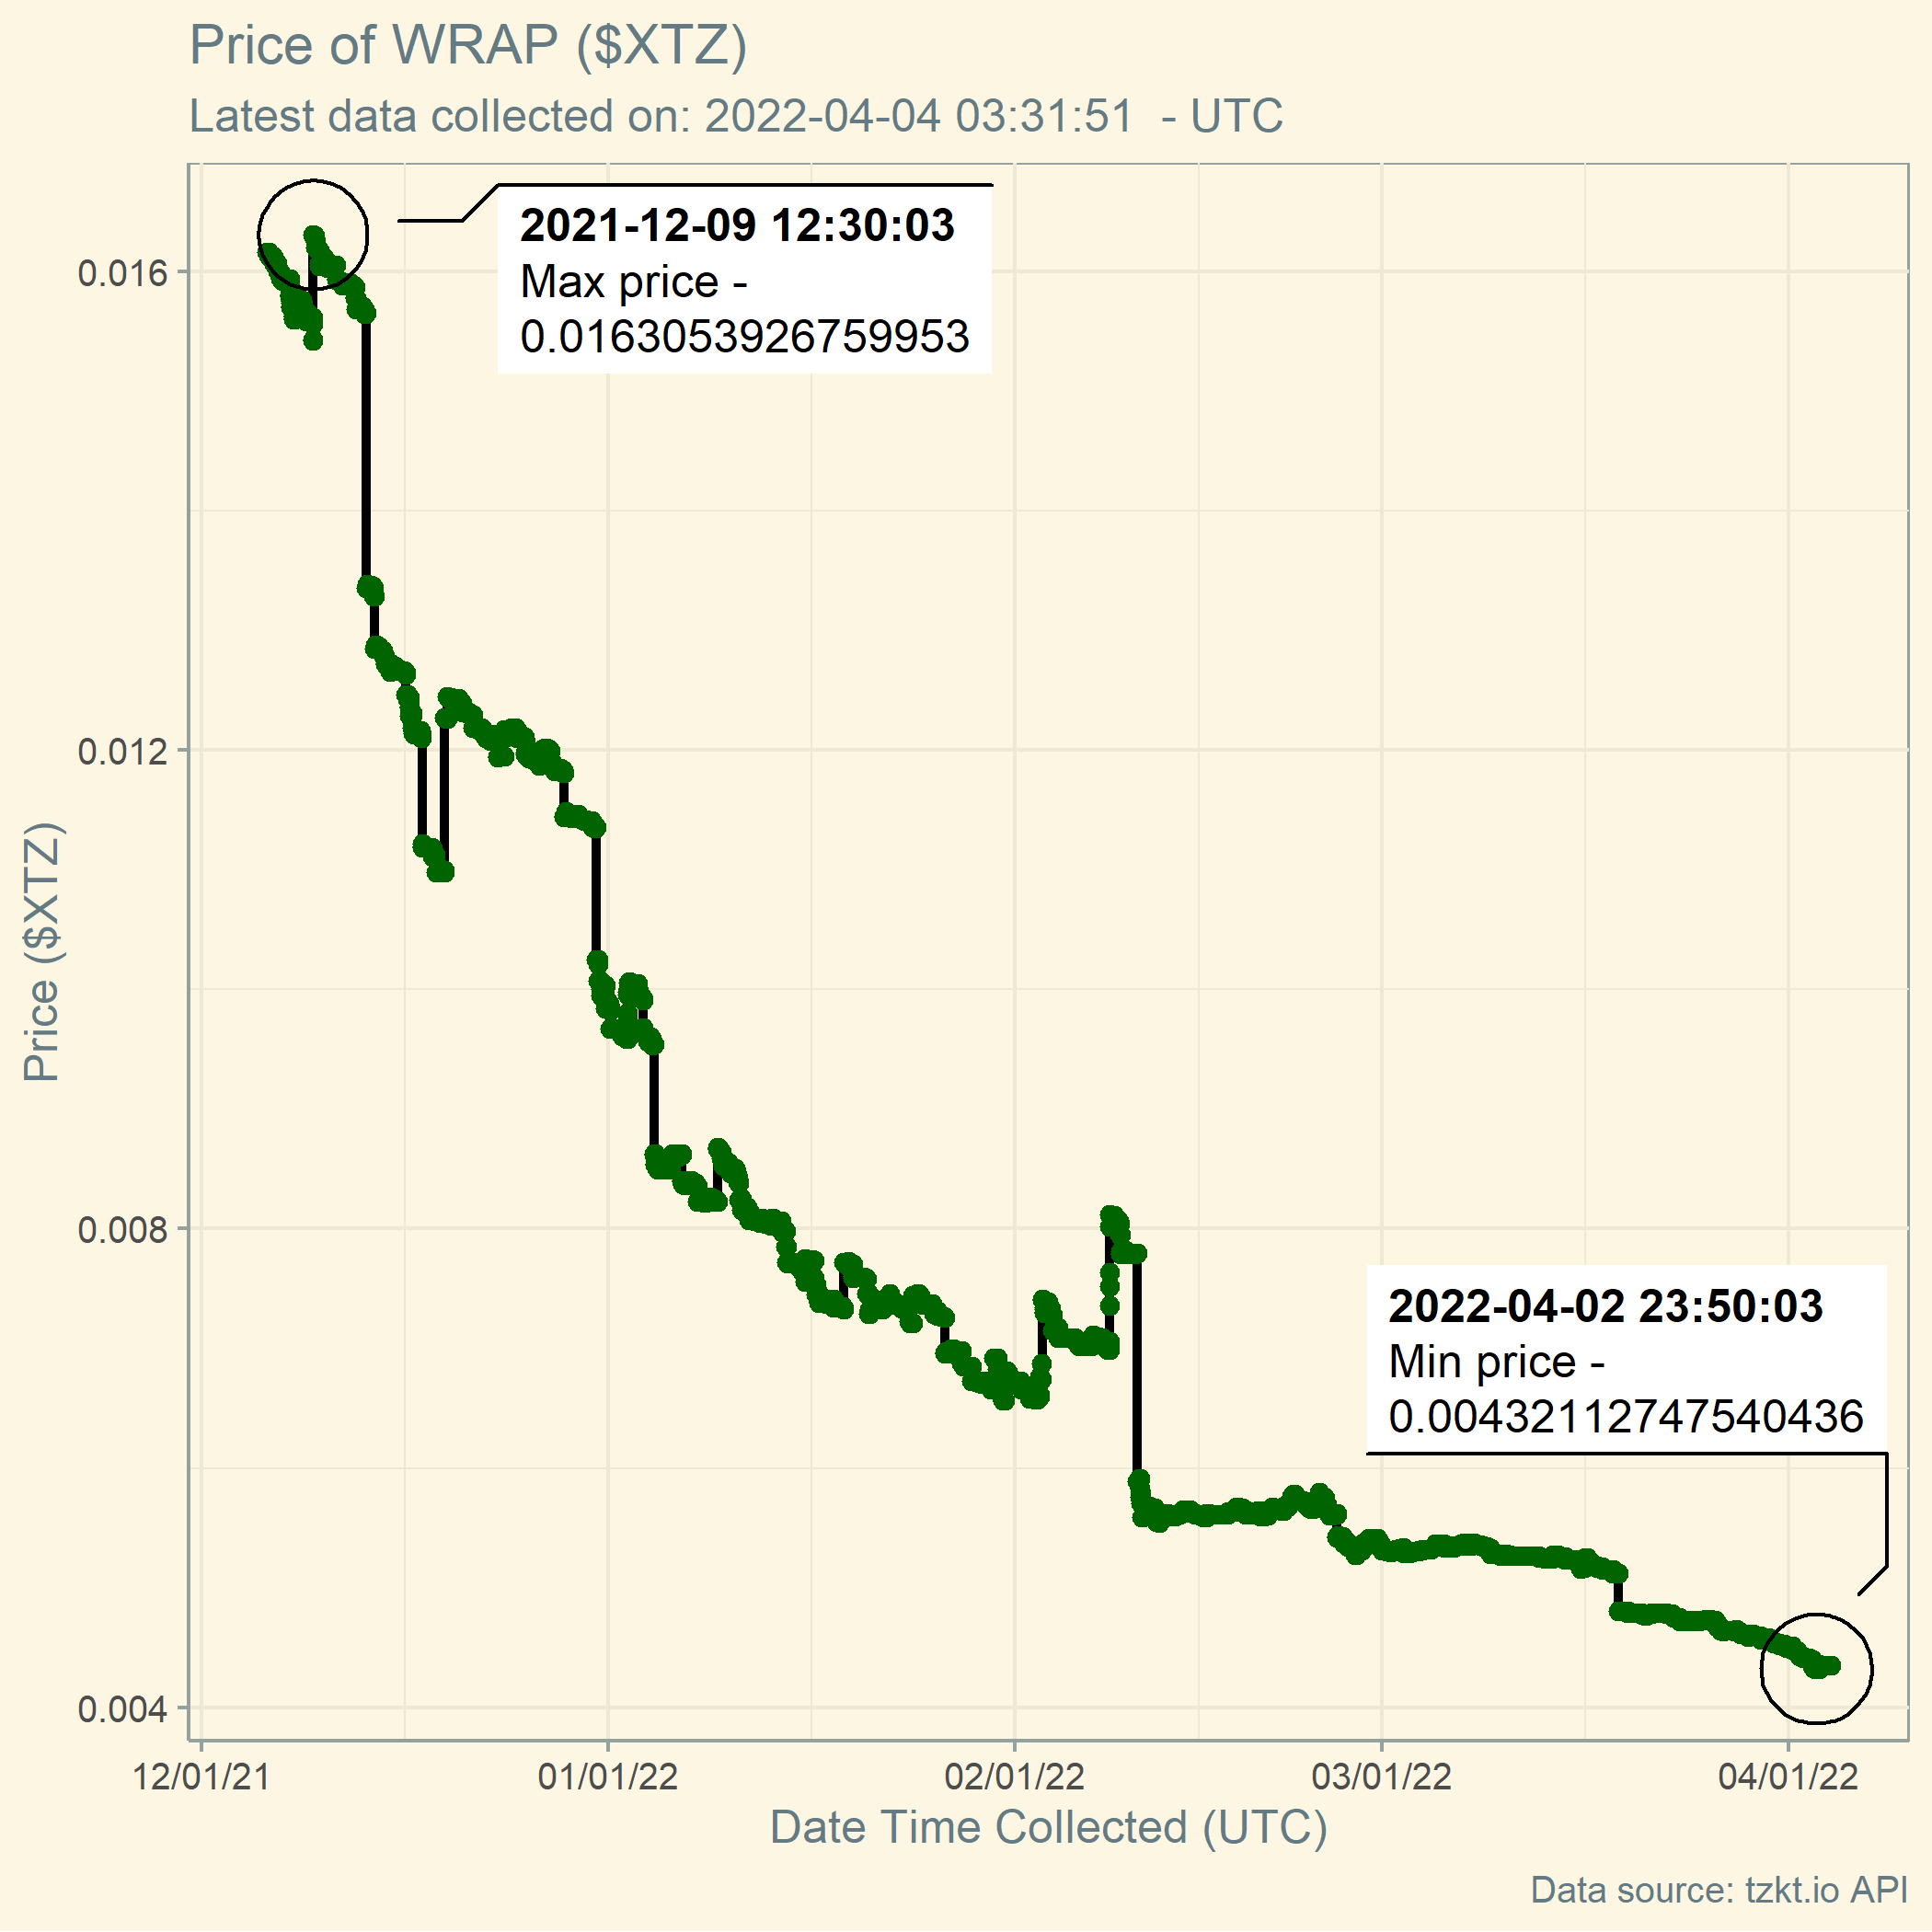 Price of WRAP ($XTZ)
Latest data collected on: 2022-04-04 03:31:51  - UTC
2021-12-09 12:30:03
Max price -
0.0163053926759953
0.016
0.012
Price ($XTZ)
0.008
2022-04-02 23:50:03
Min price -
0.00432112747540436
0.004
12/01/21
01/01/22
02/01/22
03/01/22
04/01/22
Date Time Collected (UTC)
Data source: tzkt.io API